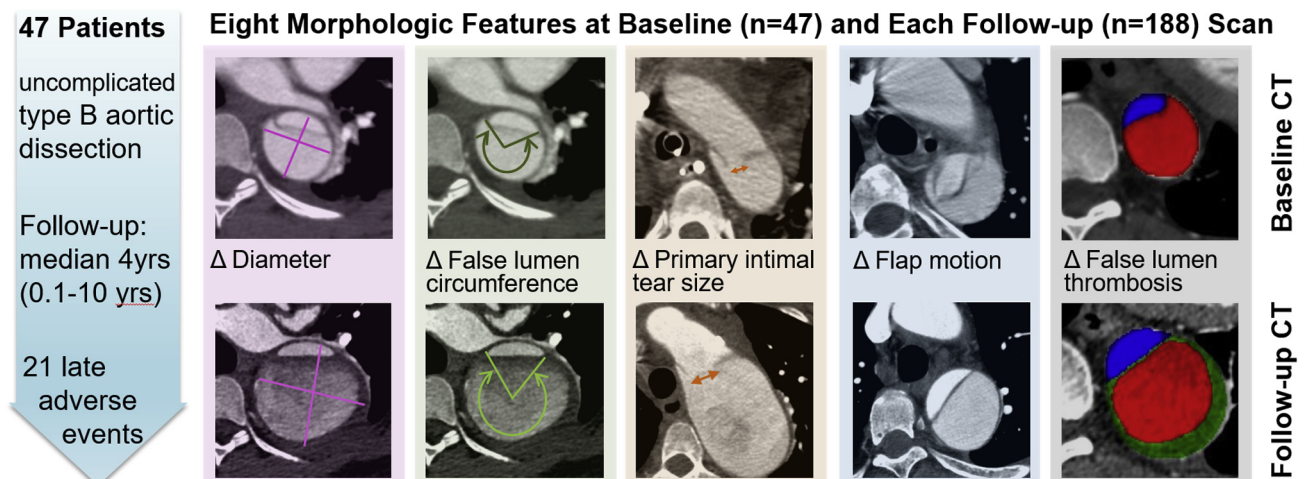 47 Patients
uncomplicated
type B aortic
dissection
Follow-up:
median 4yrs
(0.1-10 yrs)
21 late
adverse
events
Eight Morphologic Features at Baseline (n=47) and Each Follow-up (n=188) Scan
Δ Diameter
Δ False lumen
circumference
Δ Primary intimal
tear size
Δ Flap motion
Δ False lumen
thrombosis
Baseline CT
Follow-up CT